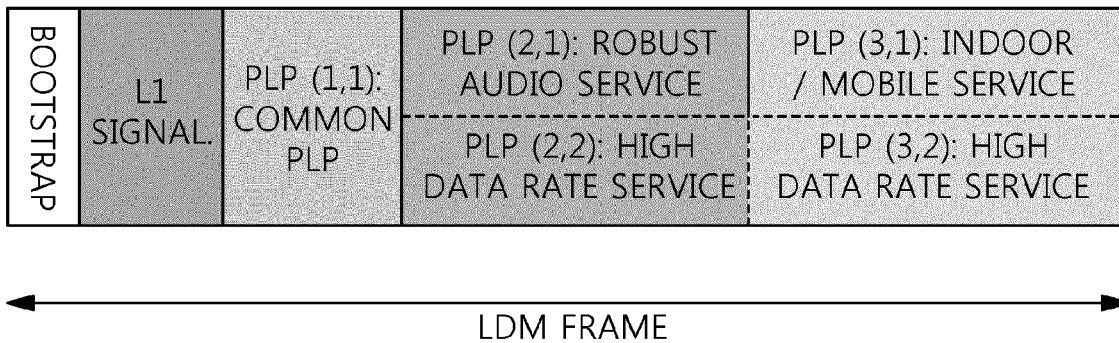 BOOTSTRAP
L1
SIGNAL.
PLP (1,1):
COMMON
PLP
PLP (2,1): ROBUST
AUDIO SERVICE
PLP (3,1): INDOOR
/ MOBILE SERVICE
PLP (2,2): HIGH
DATA RATE SERVICE
PLP (3,2): HIGH
DATA RATE SERVICE
LDM FRAME